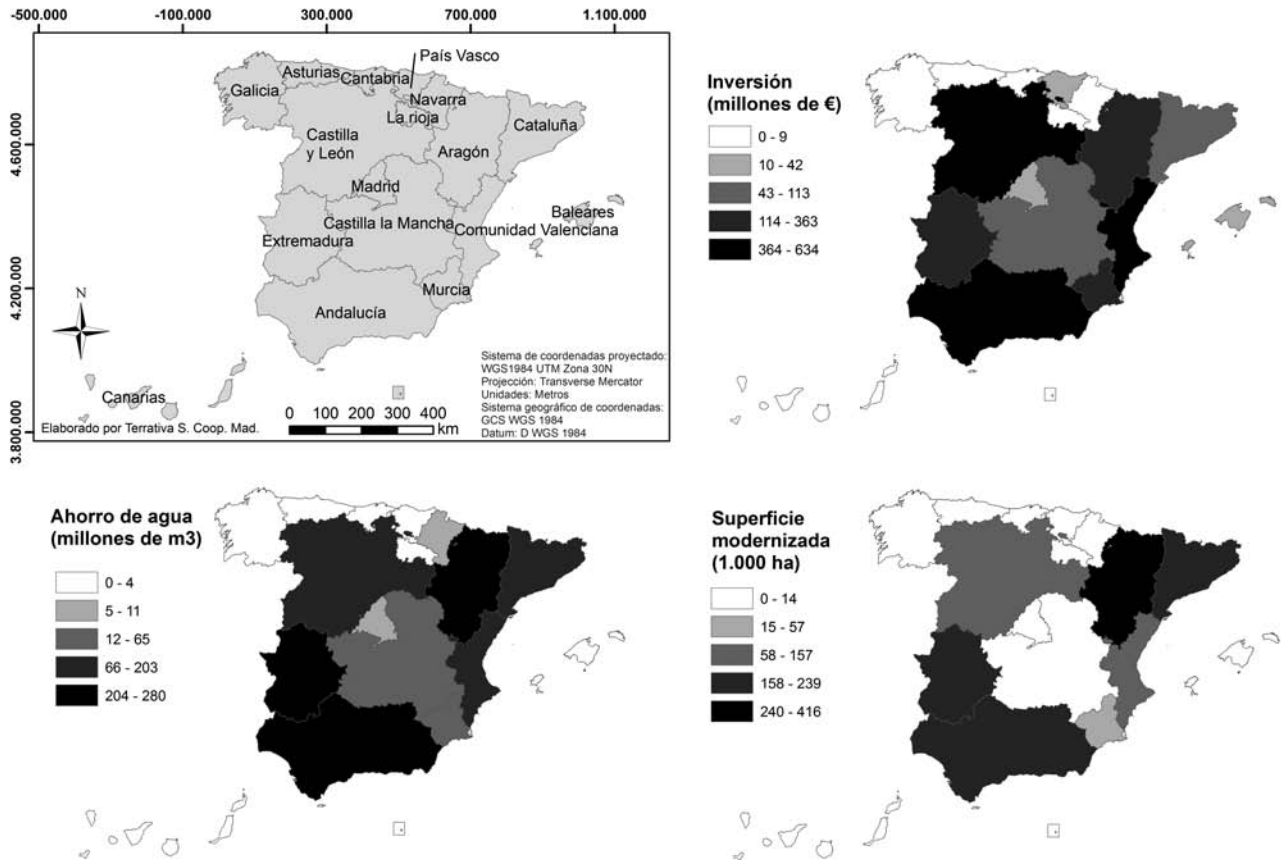 -500.000
-100.000
300.000
700.000
1.100.000
4.600.000
4.200.000
3.800.000
País Vasco
Asturias
Cantabria
Galicia
Navarra
La rioja
Castilla
y León
Cataluña
Aragón
Madrid
Baleares
Castilla la Mancha
Comunidad Valenciana
Extremadura
Murcia
Andalucía
N
Canarias
Sistema de coordenadas proyectado:
WGS1984 UTM Zona 30N
Projección: Transverse Mercator
Unidades: Metros
Sistema geográfico de coordenadas:
GCS WGS 1984
Datum: D WGS 1984
0 100 200 300 400
km
Elaborado por Terrativa S. Coop. Mad.
Inversión
(millones de €)
0 - 9
10 - 42
43 - 113
114 - 363
364 - 634
Ahorro de agua
(millones de m3)
0 - 4
5 - 11
12 - 65
66 - 203
204 - 280
Superficie
modernizada
(1.000 ha)
0 - 14
15 - 57
58 - 157
158 - 239
240 - 416